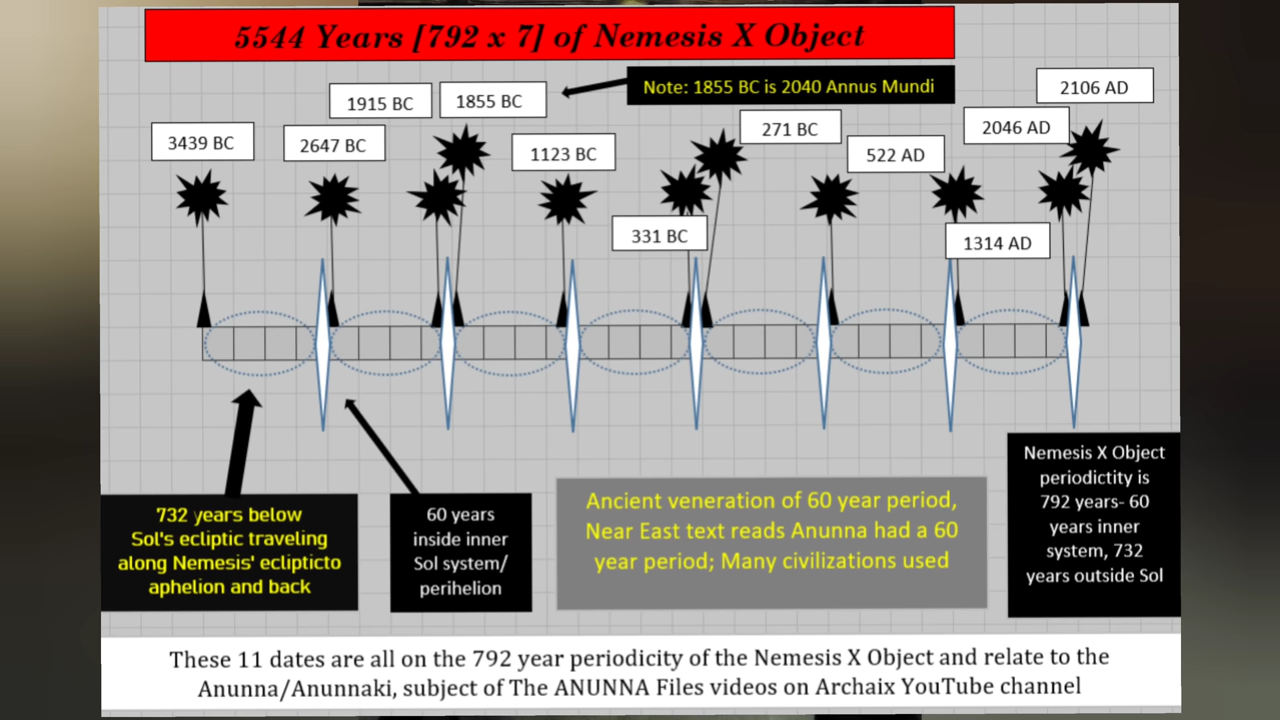 5544 Years [792 x 7] of Nemesis X Object
Note: 1855 BC is 2040 Annus Mundi
2106 AD
1915 BC
1855 BC
271 BC
2046 AD
3439 BC
2647 BC
1123 BC
522 AD
331 BC
1314 AD
732 years below
Sol's ecliptic traveling
along Nemesis' eclipticto
aphelion and back
60 years
inside inner
Sol system/
perihelion
Ancient veneration of 60 year period,
Near East text reads Anunna had a 60
year period; Many civilizations used
Nemesis X Object
periodictity is
792 years- 60
years inner
system, 732
years outside Sol
These 11 dates are all on the 792 year periodicity of the Nemesis X Object and relate to the
Anunna/Anunnaki, subject of The ANUNNA Files videos on Archaix YouTube channel